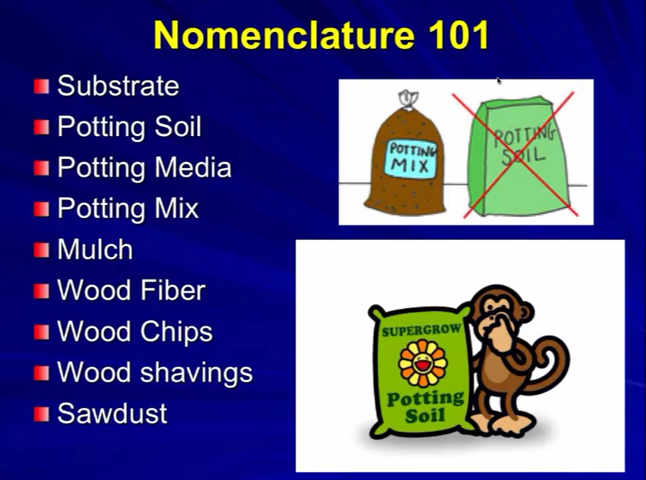 Nomenclature 101
Substrate
Potting Soil
Potting Media
Potting Mix
Mulch
Wood Fiber
Wood Chips
Wood shavings
Sawdust
POTTING
MIX
POTTING
SOIL
SUPERGROW
Potting
Soil